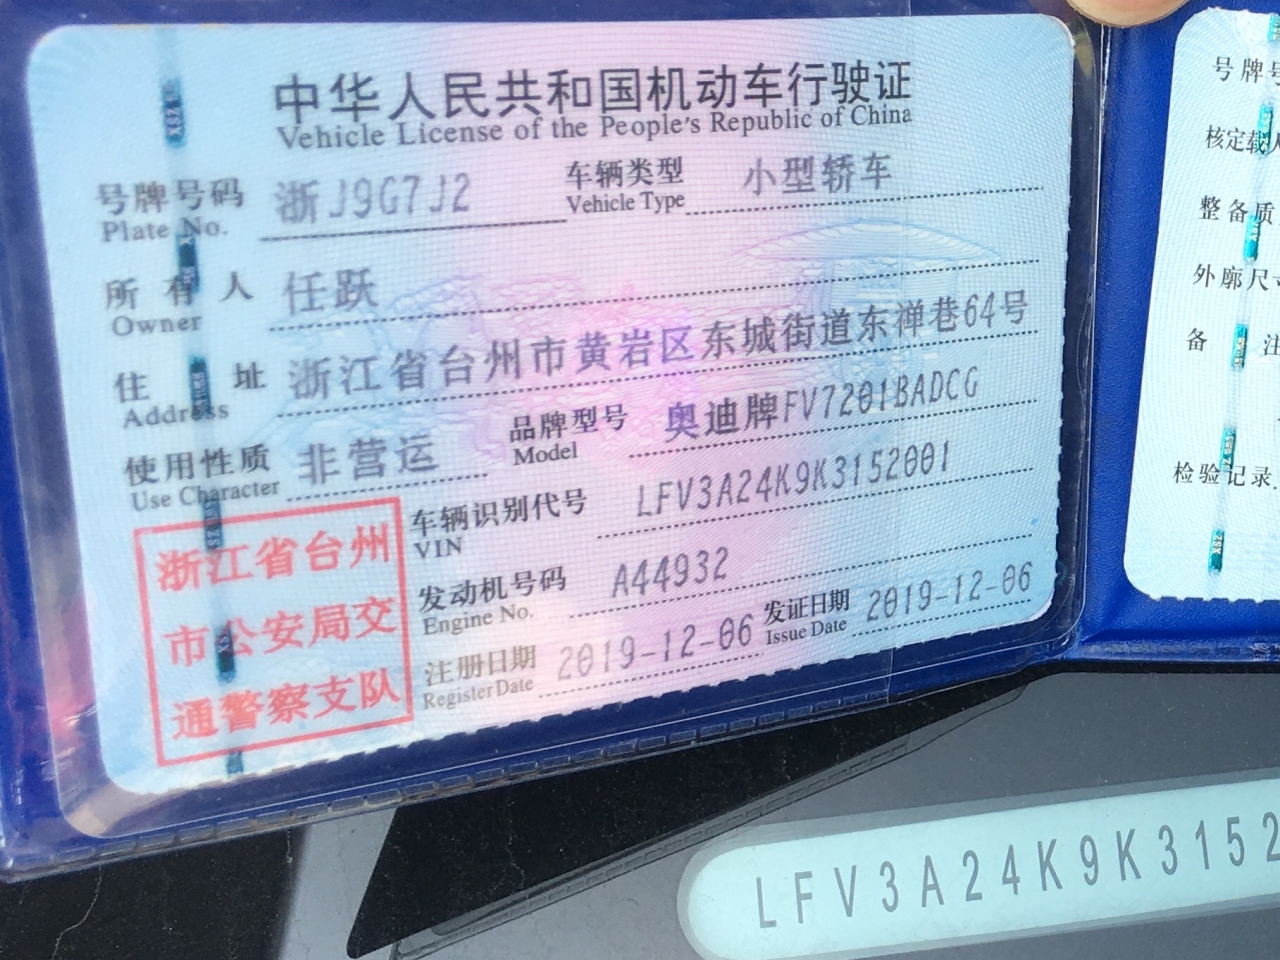 中华人民共和国机动车行驶证
Vehicle License of the People's Republic of China
号牌号码 浙J9G7J2 车辆类型 小型轿车
Plate No. Vehicle Type
所有人 任跃
Owner
住址 浙江省台州市黄岩区东城街道东禅巷64号
Address
使用性质 非营运 品牌型号 奥迪牌FV7201BADCG
Use Character Model
车辆识别代号 LFV3A24K9K3152001
VIN
发动机号码 A44932
Engine No.
注册日期 2019-12-06 发证日期 2019-12-06
Register Date Issue Date
浙江省台州
市公安局交
通警察支队
号牌号
核定载人
整备质
外廓尺寸
备注
检验记录
LFV3A24K9K3152